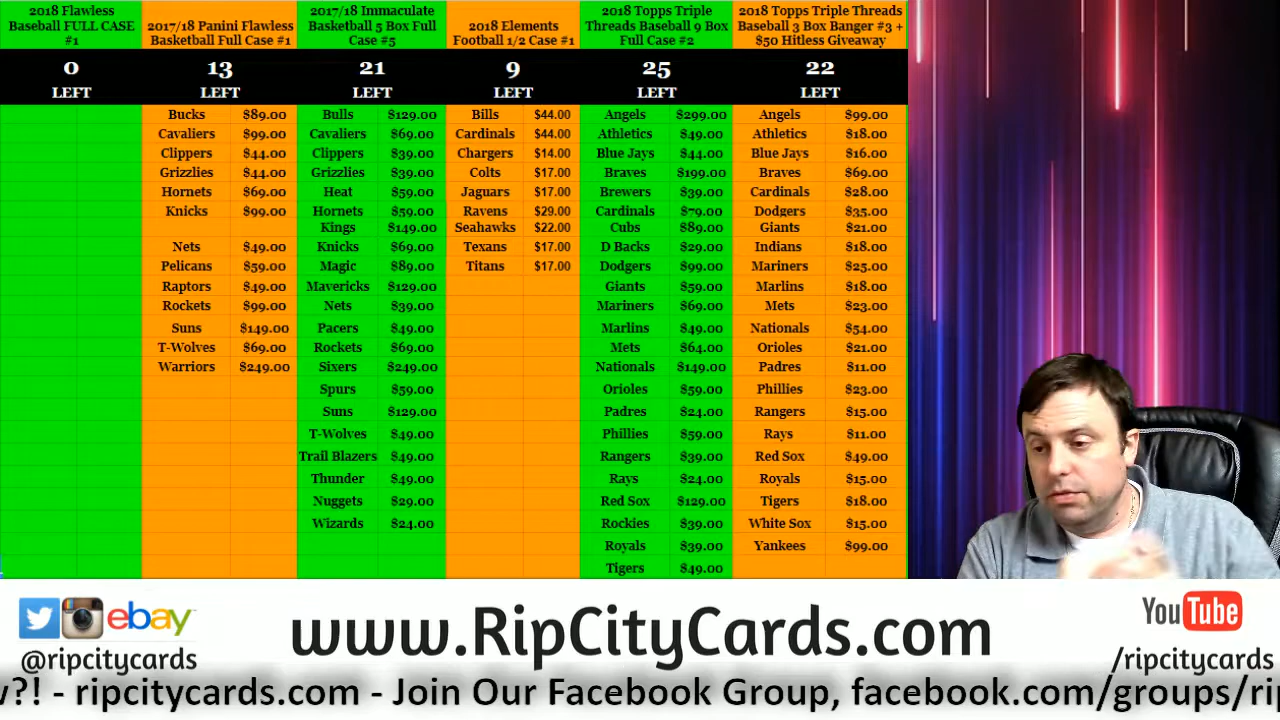 2018 Flawless
Baseball FULL CASE
#1
0
LEFT
2017/18 Panini Flawless
Basketball Full Case #1
13
LEFT
Bucks $89.00
Cavaliers $99.00
Clippers $44.00
Grizzlies $44.00
Hornets $69.00
Knicks $99.00
Nets $49.00
Pelicans $59.00
Raptors $49.00
Rockets $99.00
Suns $149.00
T-Wolves $69.00
Warriors $249.00
2017/18 Immaculate
Basketball 5 Box Full
Case #5
21
LEFT
Bulls $129.00
Cavaliers $69.00
Clippers $39.00
Grizzlies $39.00
Heat $59.00
Hornets $59.00
Kings $149.00
Knicks $69.00
Magic $89.00
Mavericks $129.00
Nets $39.00
Pacers $49.00
Rockets $69.00
Sixers $249.00
Spurs $59.00
Suns $129.00
T-Wolves $49.00
Trail Blazers $49.00
Thunder $49.00
Nuggets $29.00
Wizards $24.00
2018 Elements
Football 1/2 Case #1
9
LEFT
Bills $44.00
Cardinals $44.00
Chargers $14.00
Colts $17.00
Jaguars $17.00
Ravens $29.00
Seahawks $22.00
Texans $17.00
Titans $17.00
2018 Topps Triple
Threads Baseball 9 Box
Full Case #2
25
LEFT
Angels $299.00
Athletics $49.00
Blue Jays $44.00
Braves $199.00
Brewers $39.00
Cardinals $79.00
Cubs $89.00
D Backs $29.00
Dodgers $99.00
Giants $59.00
Mariners $69.00
Marlins $49.00
Mets $64.00
Nationals $149.00
Orioles $59.00
Padres $24.00
Phillies $59.00
Rangers $39.00
Rays $24.00
Red Sox $129.00
Rockies $39.00
Royals $39.00
Tigers $49.00
2018 Topps Triple Threads
Baseball 3 Box Banger #3 +
$50 Hitless Giveaway
22
LEFT
Angels $99.00
Athletics $18.00
Blue Jays $16.00
Braves $69.00
Cardinals $28.00
Dodgers $35.00
Giants $21.00
Indians $18.00
Mariners $25.00
Marlins $18.00
Mets $23.00
Nationals $54.00
Orioles $21.00
Padres $11.00
Phillies $23.00
Rangers $15.00
Rays $11.00
Red Sox $49.00
Royals $15.00
Tigers $18.00
White Sox $15.00
Yankees $99.00
ebay
@ripcitycards
www.RipCityCards.com
YouTube
/ripcitycards
?! - ripcitycards.com - Join Our Facebook Group, facebook.com/groups/ri